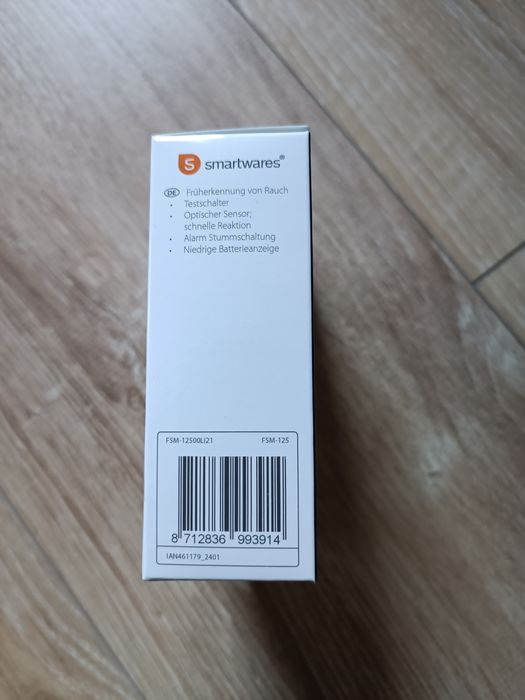 S smartwares®
DE Früherkennung von Rauch
• Testschalter
• Optischer Sensor;
schnelle Reaktion
• Alarm Stummschaltung
• Niedrige Batterieanzeige
FSM-12500Li21 FSM-125
8 712836 993914
IAN461179_2401